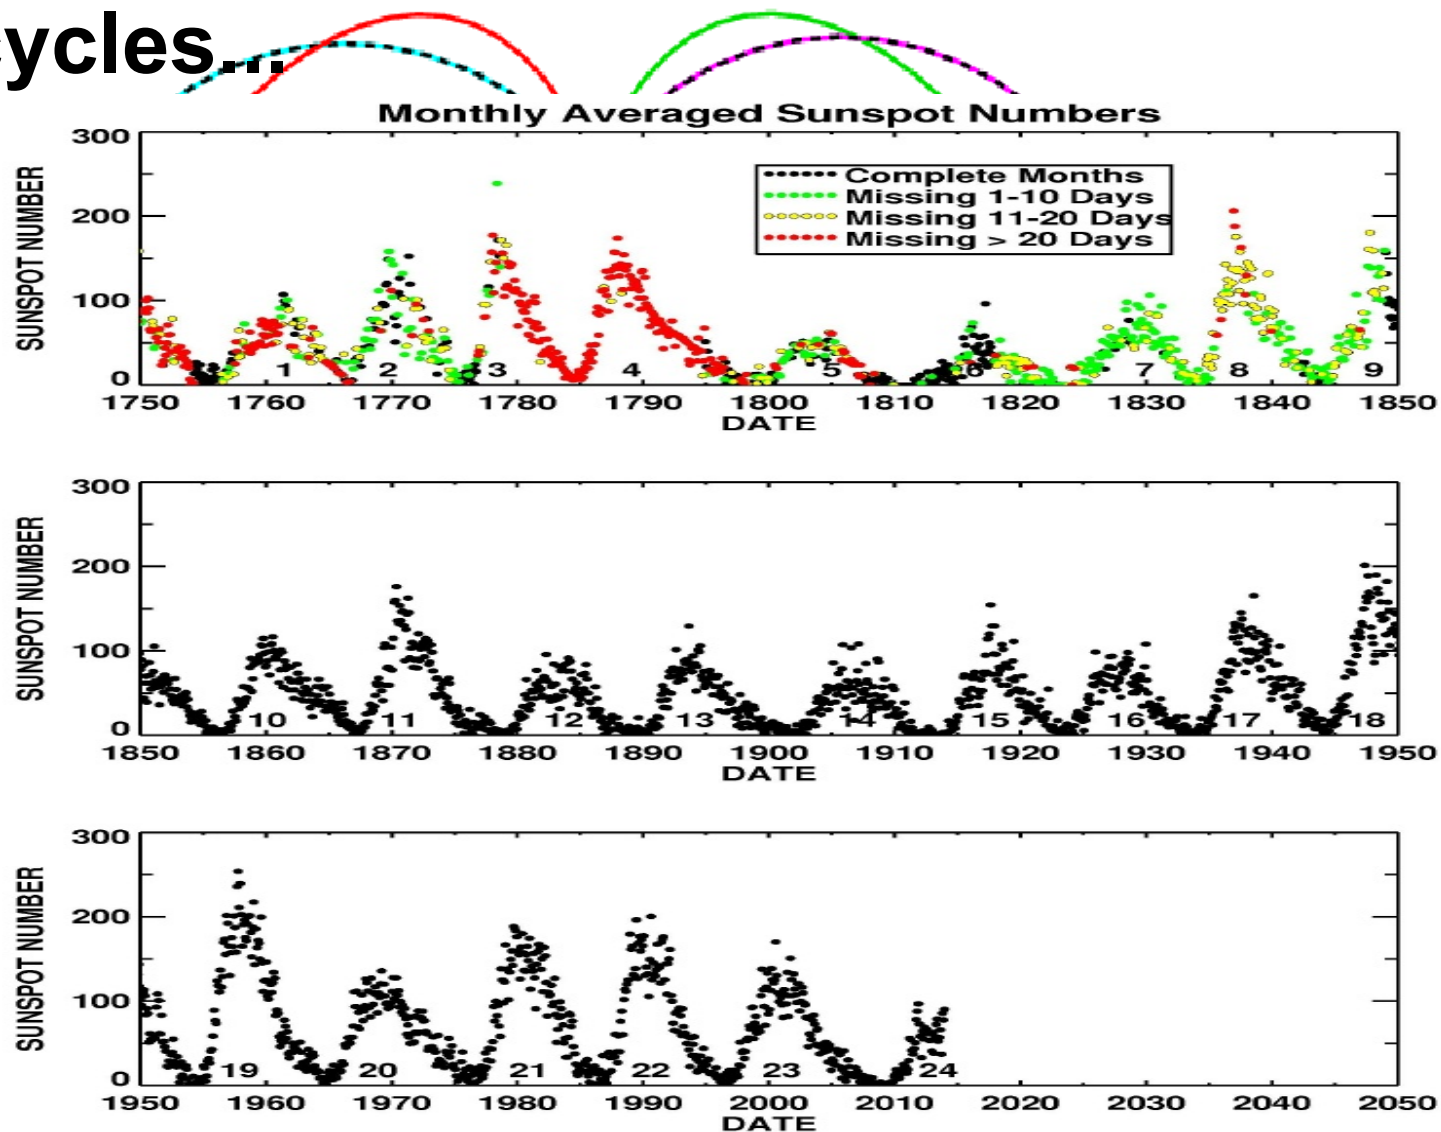 ycles...
Monthly Averaged Sunspot Numbers
SUNSPOT NUMBER
300
200
100
0
Complete Months
Missing 1-10 Days
Missing 11-20 Days
Missing > 20 Days
1 2 3 4 5 6 7 8 9
1750 1760 1770 1780 1790 1800 1810 1820 1830 1840 1850
DATE
SUNSPOT NUMBER
300
200
100
0
10 11 12 13 14 15 16 17 18
1850 1860 1870 1880 1890 1900 1910 1920 1930 1940 1950
DATE
SUNSPOT NUMBER
300
200
100
0
19 20 21 22 23 24
1950 1960 1970 1980 1990 2000 2010 2020 2030 2040 2050
DATE